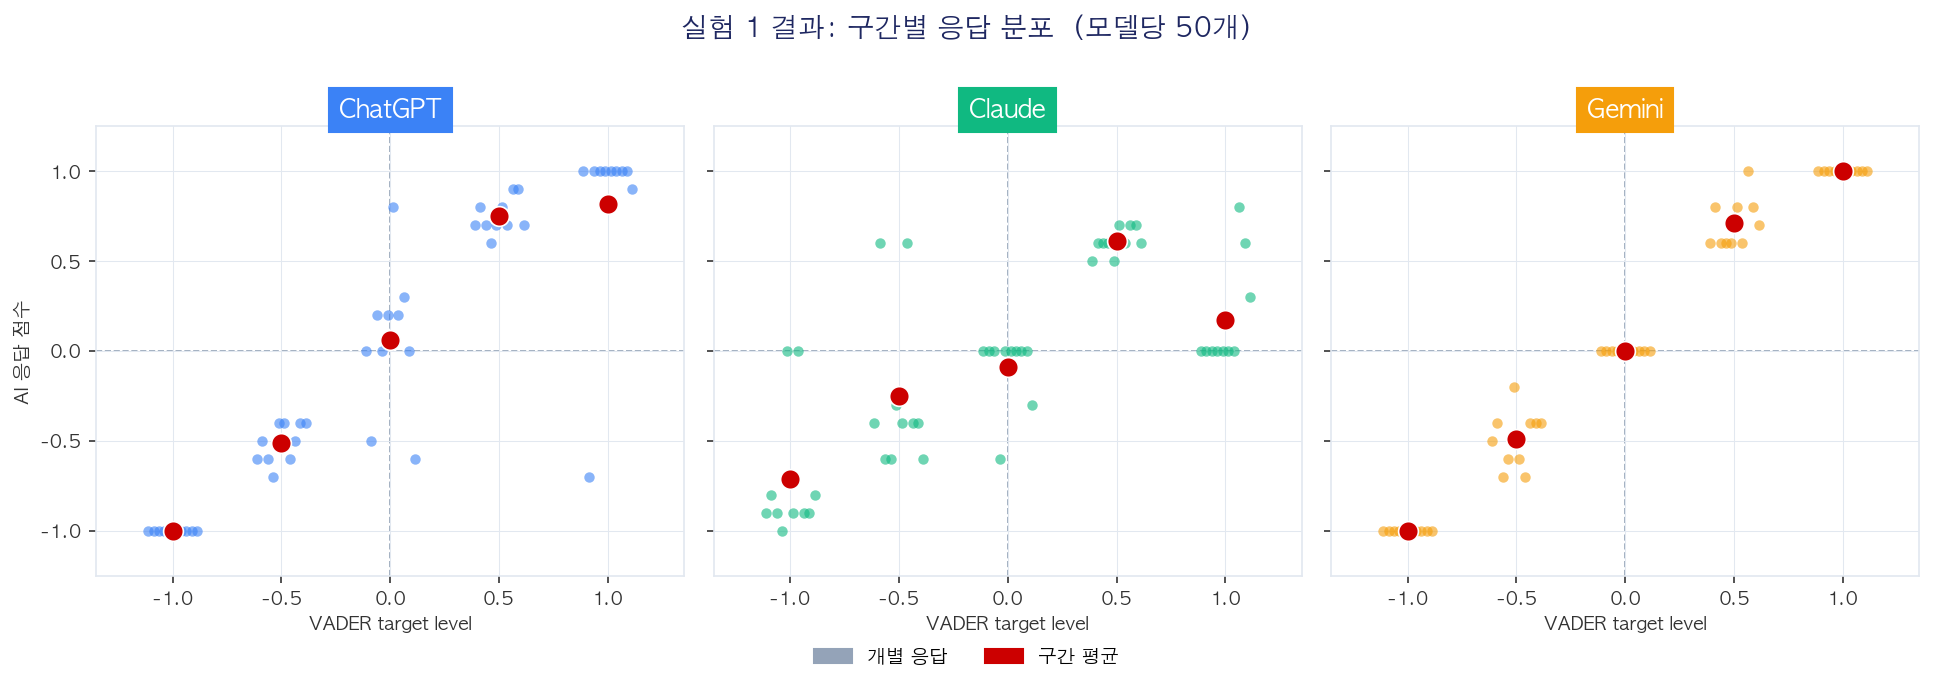 실험 1 결과: 구간별 응답 분포 (모델당 50개)
ChatGPT
Claude
Gemini
AI 응답 점수
1.0
0.5
0.0
-0.5
-1.0
-1.0 -0.5 0.0 0.5 1.0
VADER target level
-1.0 -0.5 0.0 0.5 1.0
VADER target level
-1.0 -0.5 0.0 0.5 1.0
VADER target level
개별 응답
구간 평균